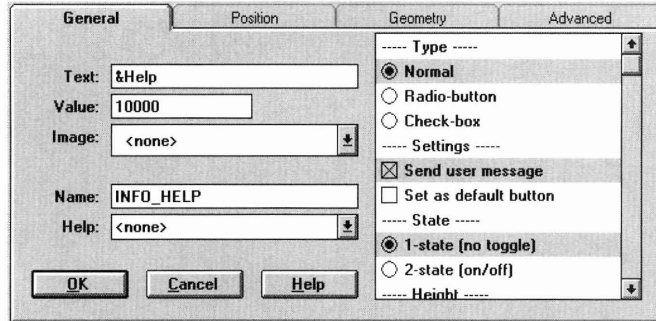 General Position Geometry Advanced
Text: &Help
Value: 10000
Image: <none>
Name: INFO_HELP
Help: <none>
OK Cancel Help
----- Type -----
Normal
Radio-button
Check-box
----- Settings -----
Send user message
Set as default button
----- State -----
1-state (no toggle)
2-state (on/off)
----- Height -----